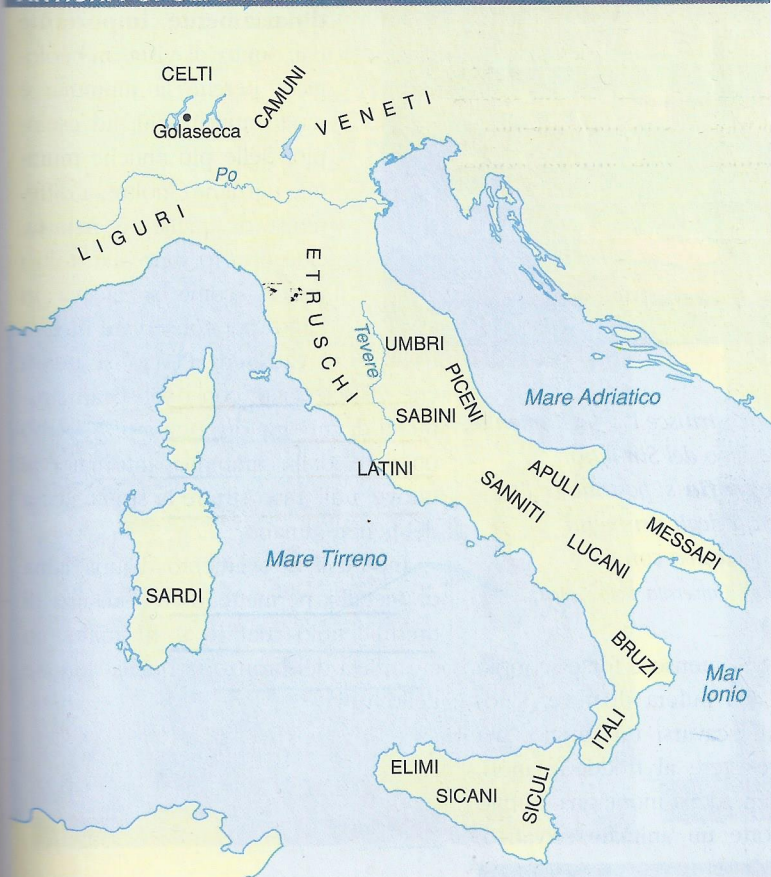 CELTI
CAMUNI
VENETI
Golasecca
Po
LIGURI
ETRUSCHI
Tevere
UMBRI
PICENI
Mare Adriatico
SABINI
LATINI
APULI
SANNITI
MESSAPI
LUCANI
Mare Tirreno
SARDI
BRUZI
Mar
Ionio
ITALI
ELIMI
SICANI
SICULI